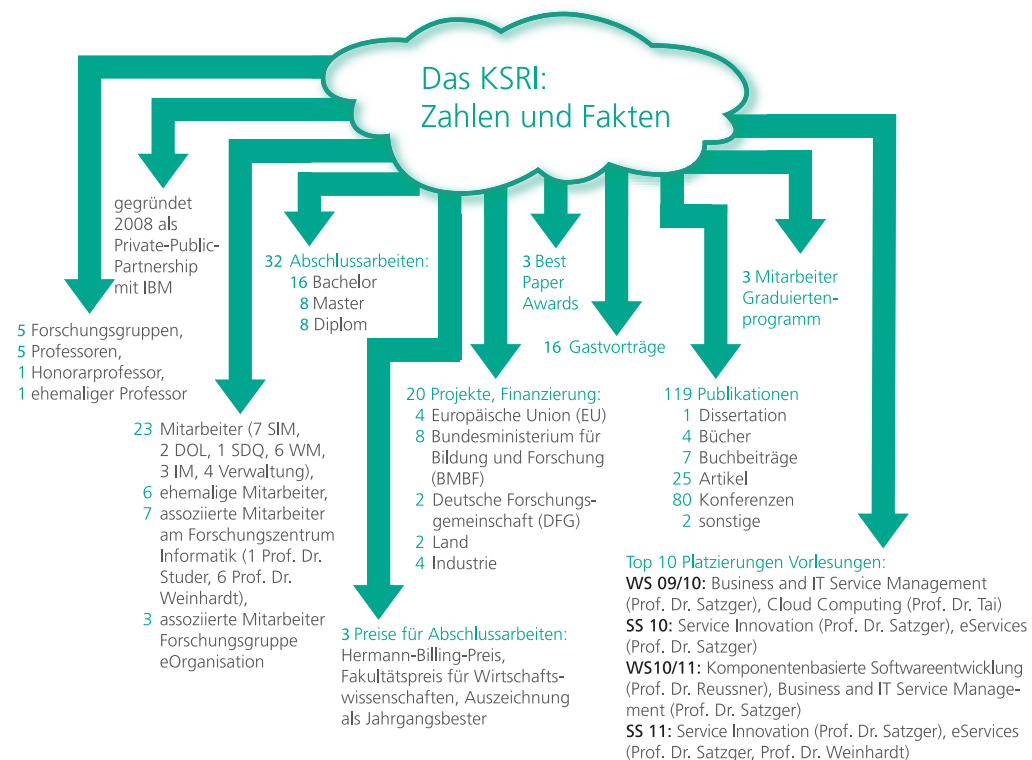 Das KSRI:
Zahlen und Fakten
gegründet
2008 als
Private-Public-
Partnership
mit IBM
5 Forschungsgruppen,
5 Professoren,
1 Honorarprofessor,
1 ehemaliger Professor
23 Mitarbeiter (7 SIM,
2 DOL, 1 SDQ, 6 WM,
3 IM, 4 Verwaltung),
6 ehemalige Mitarbeiter,
7 assoziierte Mitarbeiter
am Forschungszentrum
Informatik (1 Prof. Dr.
Studer, 6 Prof. Dr.
Weinhardt),
3 assoziierte Mitarbeiter
Forschungsgruppe
eOrganisation
32 Abschlussarbeiten:
16 Bachelor
8 Master
8 Diplom
3 Preise für Abschlussarbeiten:
Hermann-Billing-Preis,
Fakultätspreis für Wirtschafts-
wissenschaften, Auszeichnung
als Jahrgangsbester
20 Projekte, Finanzierung:
4 Europäische Union (EU)
8 Bundesministerium für
Bildung und Forschung
(BMBF)
2 Deutsche Forschungs-
gemeinschaft (DFG)
2 Land
4 Industrie
3 Best
Paper
Awards
16 Gastvorträge
119 Publikationen
1 Dissertation
4 Bücher
7 Buchbeiträge
25 Artikel
80 Konferenzen
2 sonstige
3 Mitarbeiter
Graduierten-
programm
Top 10 Platzierungen Vorlesungen:
WS 09/10: Business and IT Service Management
(Prof. Dr. Satzger), Cloud Computing (Prof. Dr. Tai)
SS 10: Service Innovation (Prof. Dr. Satzger), eServices
(Prof. Dr. Satzger)
WS10/11: Komponentenbasierte Softwareentwicklung
(Prof. Dr. Reussner), Business and IT Service Manage-
ment (Prof. Dr. Satzger)
SS 11: Service Innovation (Prof. Dr. Satzger), eServices
(Prof. Dr. Satzger, Prof. Dr. Weinhardt)